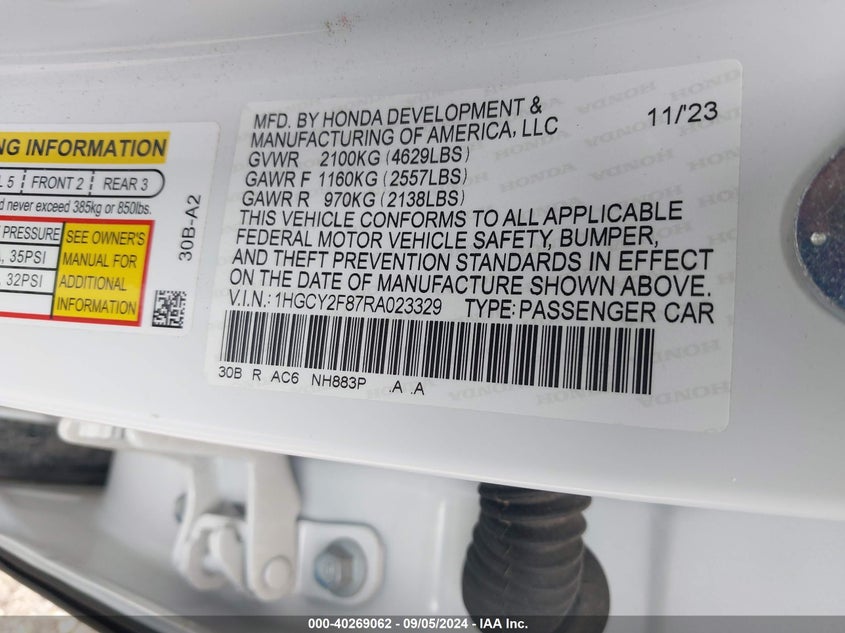 NG INFORMATION
L 5 FRONT 2 REAR 3
d never exceed 385kg or 850lbs.
PRESSURE
35PSI
32PSI
SEE OWNER'S
MANUAL FOR
ADDITIONAL
INFORMATION
30B-A2
MFD. BY HONDA DEVELOPMENT & 11/'23
MANUFACTURING OF AMERICA, LLC
GVWR 2100KG (4629LBS)
GAWR F 1160KG (2557LBS)
GAWR R 970KG (2138LBS)
THIS VEHICLE CONFORMS TO ALL APPLICABLE
FEDERAL MOTOR VEHICLE SAFETY, BUMPER,
AND THEFT PREVENTION STANDARDS IN EFFECT
ON THE DATE OF MANUFACTURE SHOWN ABOVE.
V.I.N.: 1HGCY2F87RA023329 TYPE: PASSENGER CAR
30B R AC6 NH883P .A .A
000-40269062 - 09/05/2024 - IAA Inc.